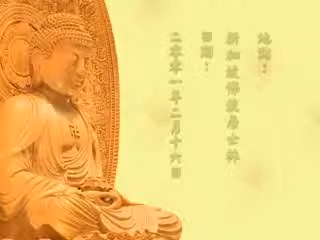 地點：
新加坡佛教居士林
日期：
二零零一年二月十六日